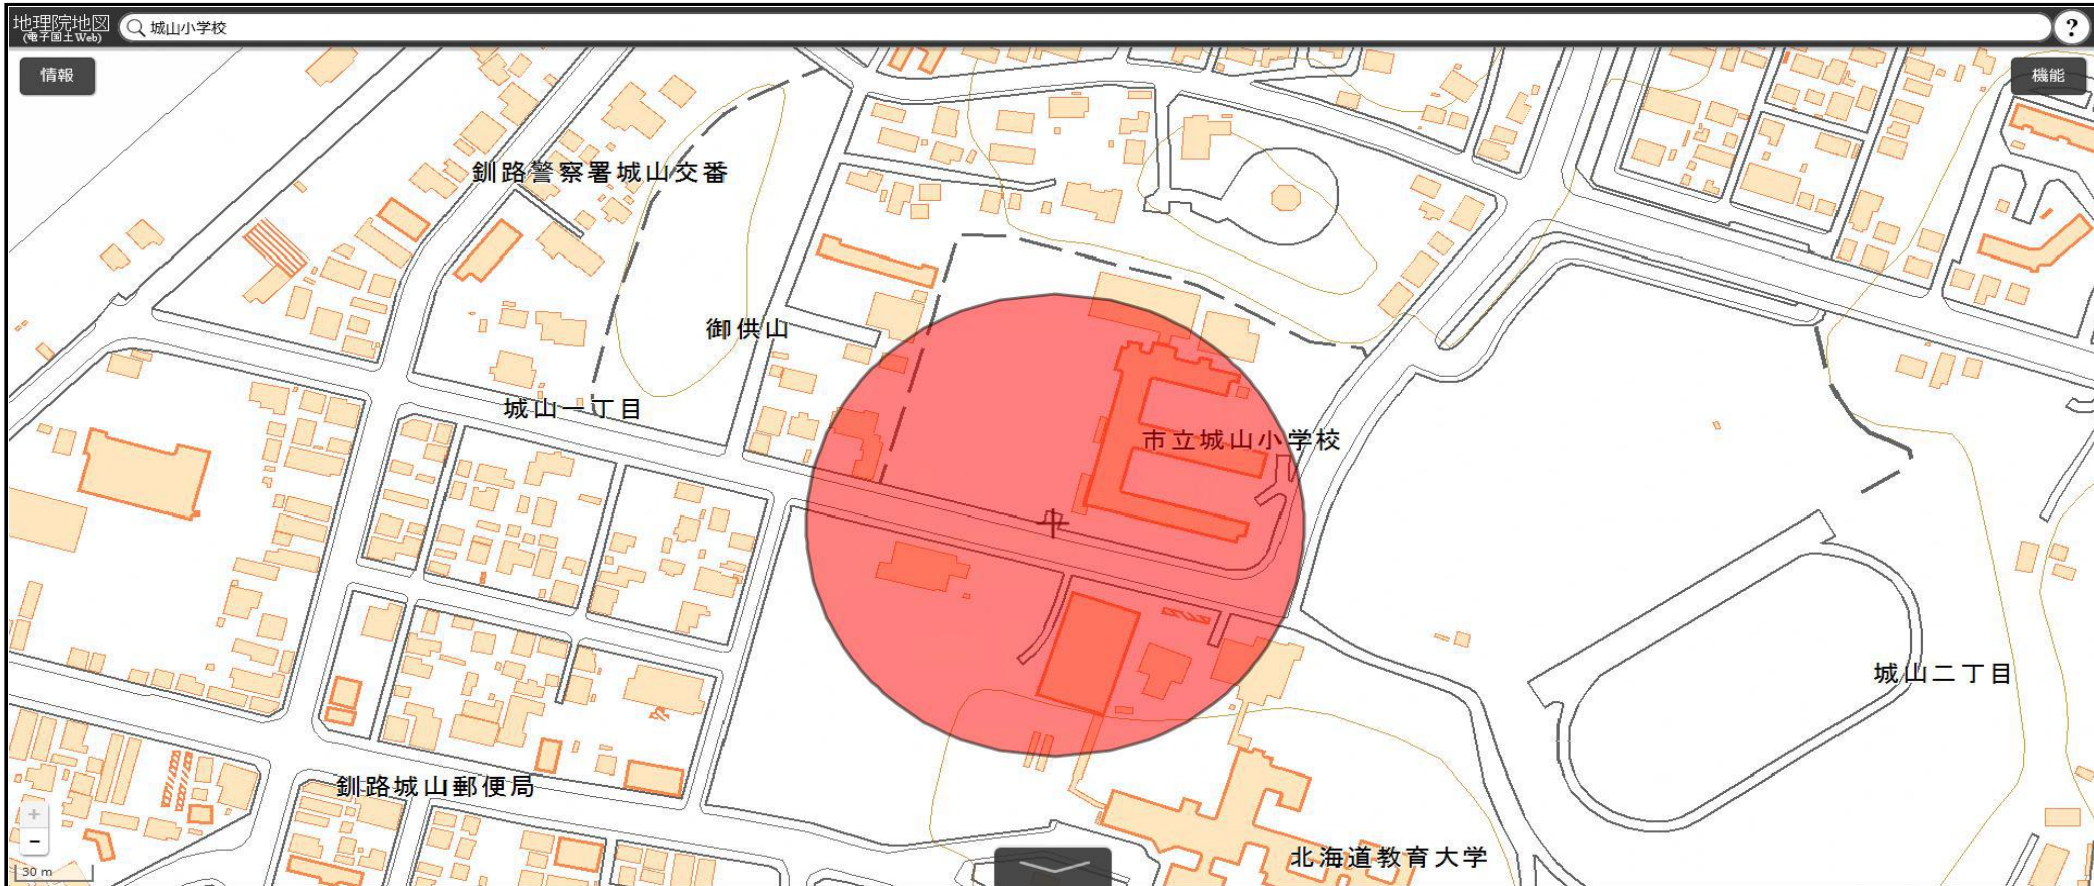 地理院地図
(電子国土Web)
城山小学校
?
情報
機能
釧路警察署城山交番
御供山
城山一丁目
市立城山小学校
城山二丁目
釧路城山郵便局
+
-
30 m
北海道教育大学